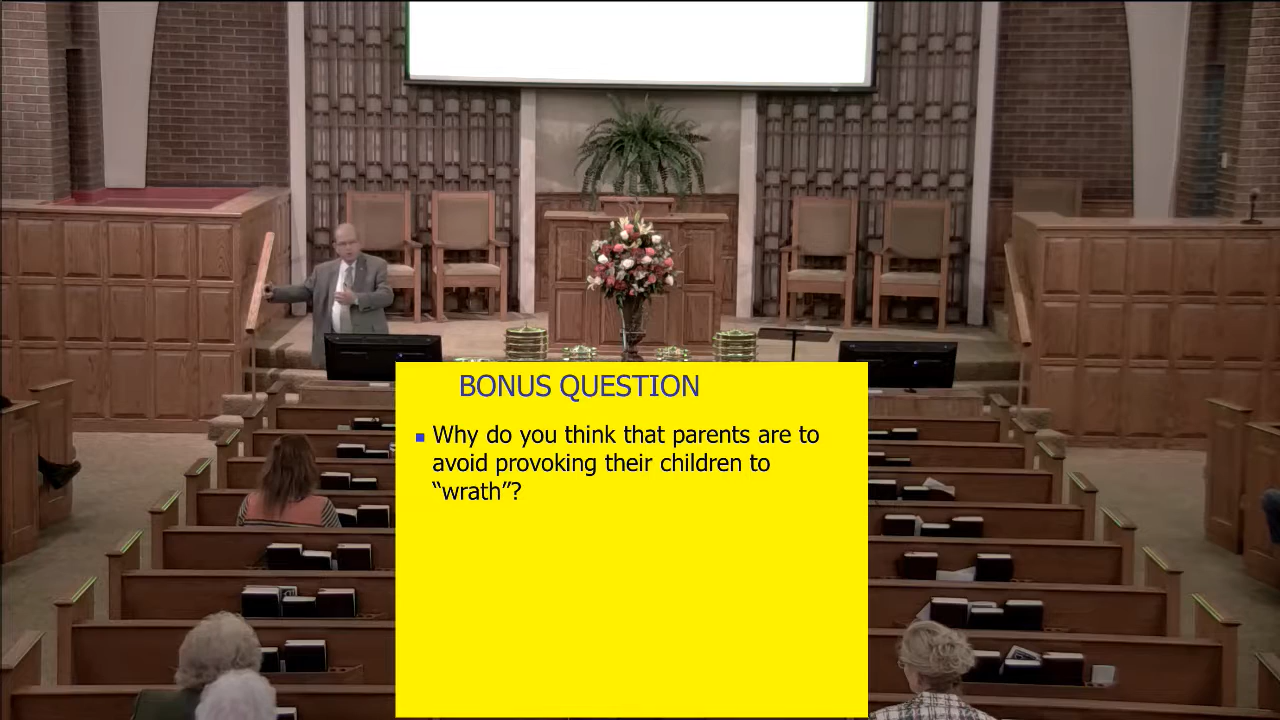 BONUS QUESTION
Why do you think that parents are to
avoid provoking their children to
“wrath”?